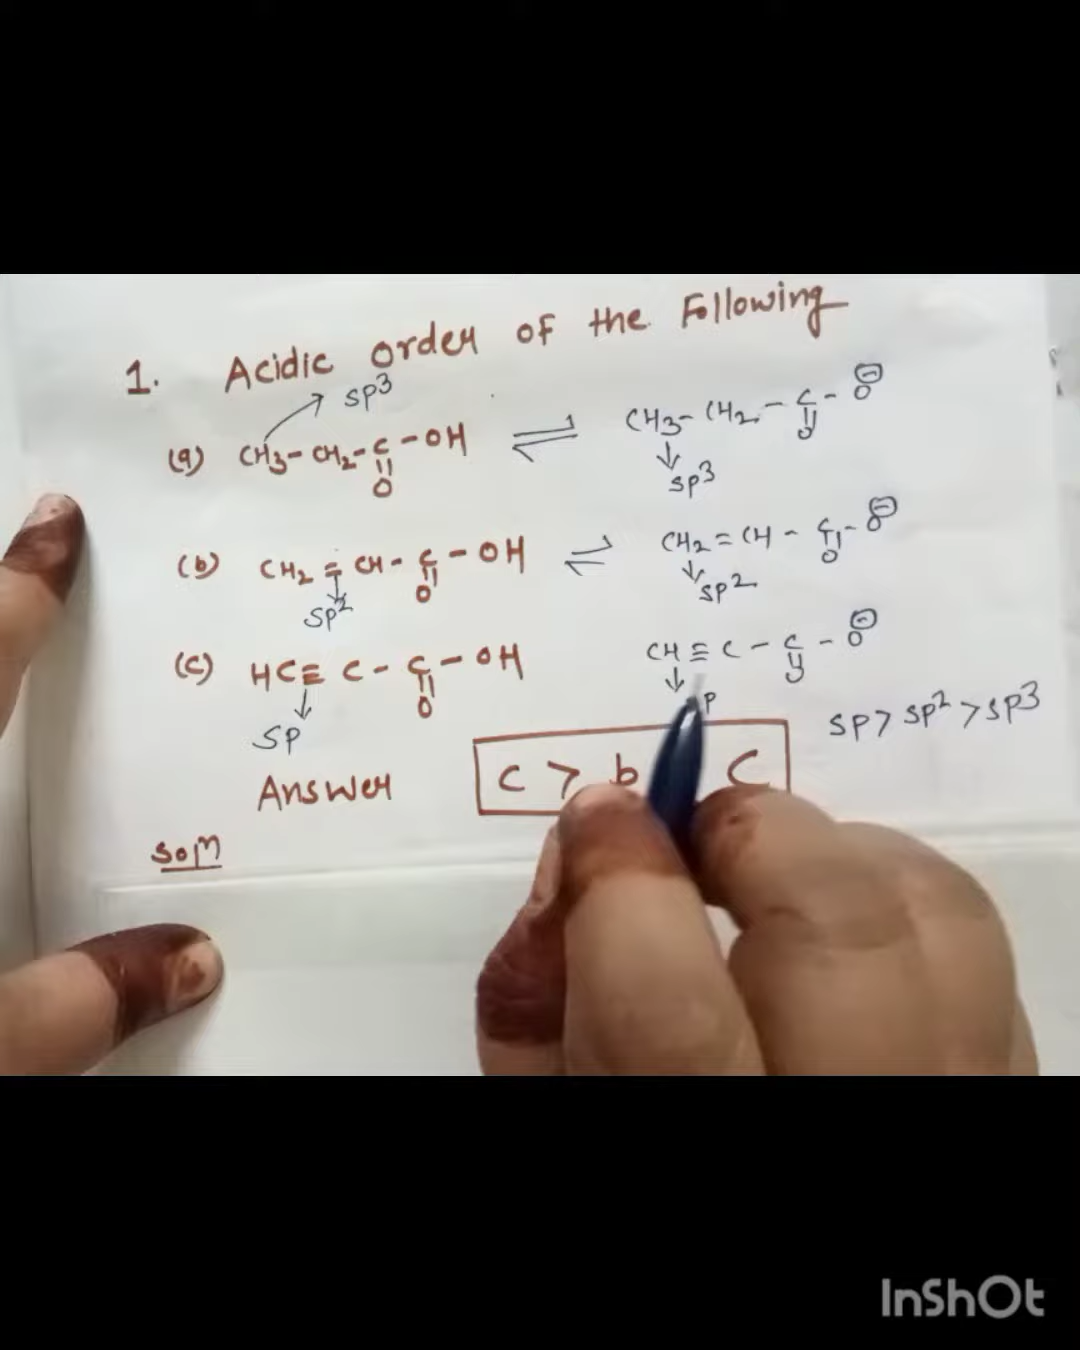 1. Acidic Order of the Following
sp3
(a) CH3-CH2-C-OH ⇌ CH3-CH2-C-O⊖
O O
sp3
(b) CH2=CH-C-OH ⇌ CH2=CH-C-O⊖
O O
sp2 sp2
(c) HC≡C-C-OH CH≡C-C-O⊖
O
sp
sp>sp2>sp3
Answer c > b C
Soln
InShOt